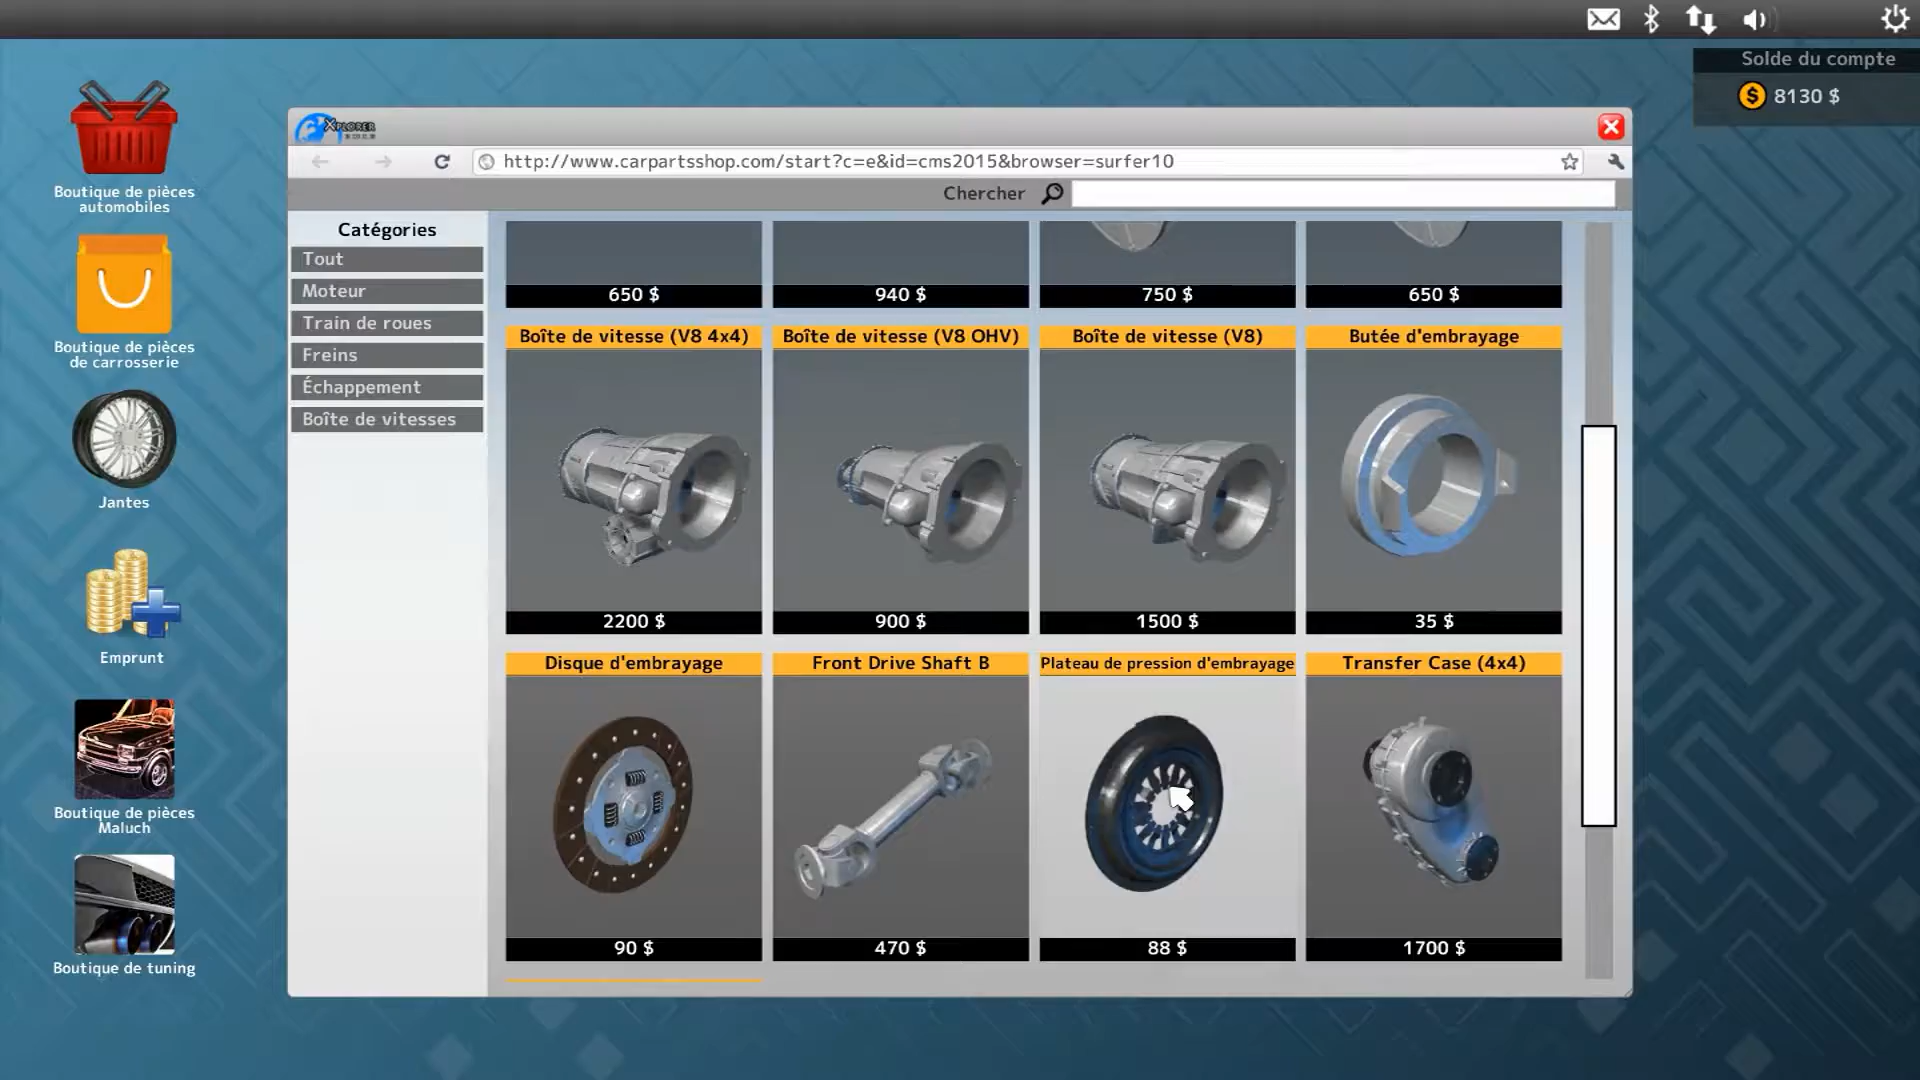 Solde du compte
8130 $
XPLORER
http://www.carpartsshop.com/start?c=e&id=cms2015&browser=surfer10
Chercher
Boutique de pièces
automobiles
Boutique de pièces
de carrosserie
Jantes
Emprunt
Boutique de pièces
Maluch
Boutique de tuning
Catégories
Tout
Moteur
Train de roues
Freins
Échappement
Boîte de vitesses
650 $
940 $
750 $
650 $
Boîte de vitesse (V8 4x4)
Boîte de vitesse (V8 OHV)
Boîte de vitesse (V8)
Butée d'embrayage
2200 $
900 $
1500 $
35 $
Disque d'embrayage
Front Drive Shaft B
Plateau de pression d'embrayage
Transfer Case (4x4)
90 $
470 $
88 $
1700 $